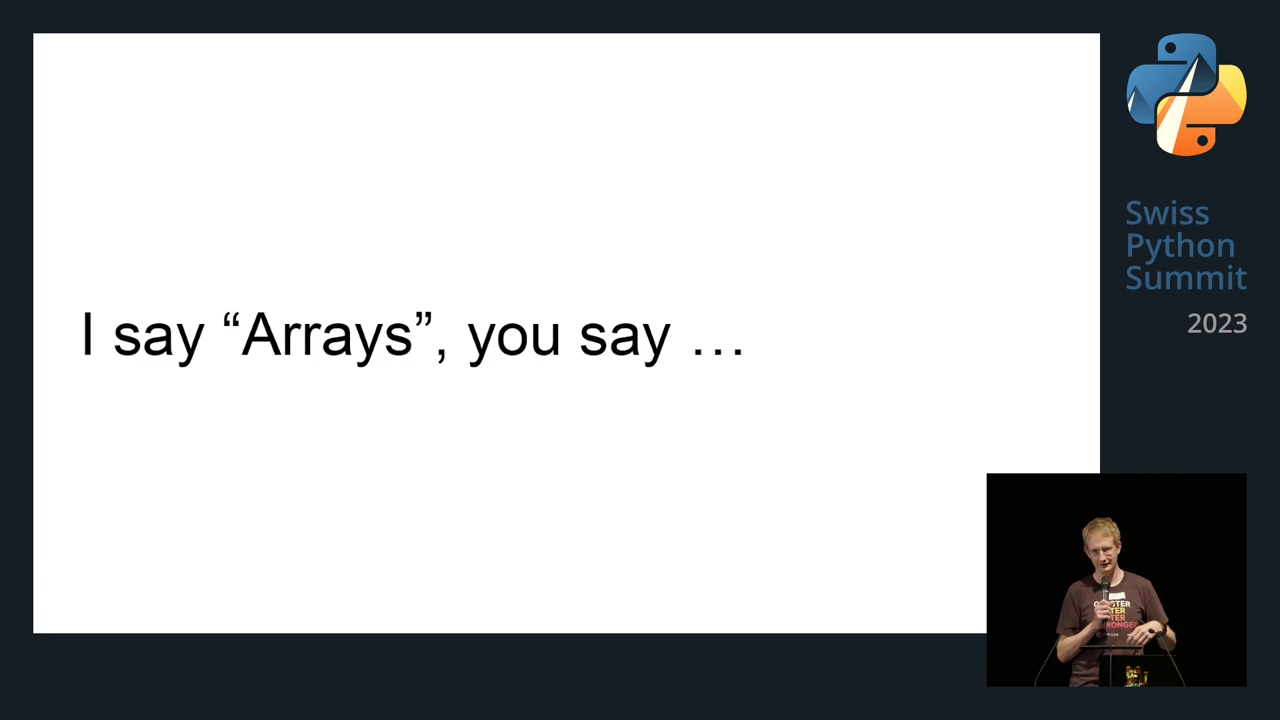 I say “Arrays”, you say …
Swiss
Python
Summit
2023